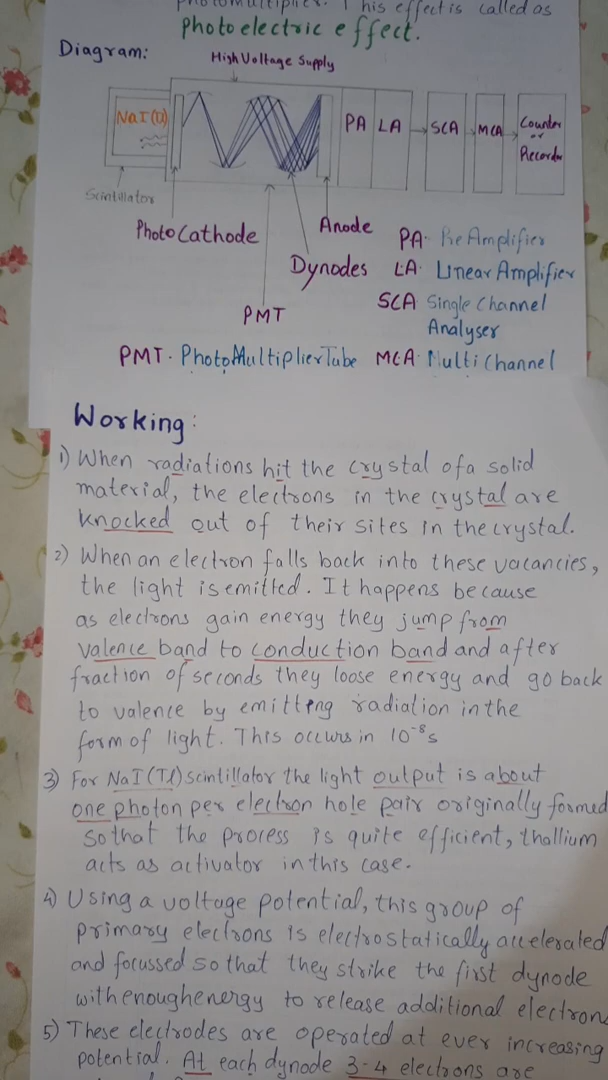 photomultiplier. This effect is called as
Photoelectric effect.
Diagram:
High Voltage Supply
NaI(Tl)
PA LA SCA MCA Counter
or
Recorder
Scintillator
Photo Cathode
Anode
Dynodes
PMT
PA- Pre Amplifier
LA- Linear Amplifier
SCA Single Channel
Analyser
PMT- PhotoMultiplierTube MCA- Multi Channel
Working:
1) When radiations hit the crystal of a solid
material, the electrons in the crystal are
knocked out of their sites in the crystal.
2) When an electron falls back into these vacancies,
the light is emitted. It happens because
as electrons gain energy they jump from
valence band to conduction band and after
fraction of seconds they loose energy and go back
to valence by emitting radiation in the
form of light. This occurs in 10⁻⁸s
3) For NaI(Tl) scintillator the light output is about
one photon per electron hole pair originally formed
so that the process is quite efficient, thallium
acts as activator in this case.
4) Using a voltage potential, this group of
primary electrons is electrostatically accelerated
and focussed so that they strike the first dynode
with enough energy to release additional electrons
5) These electrodes are operated at ever increasing
potential. At each dynode 3-4 electrons are